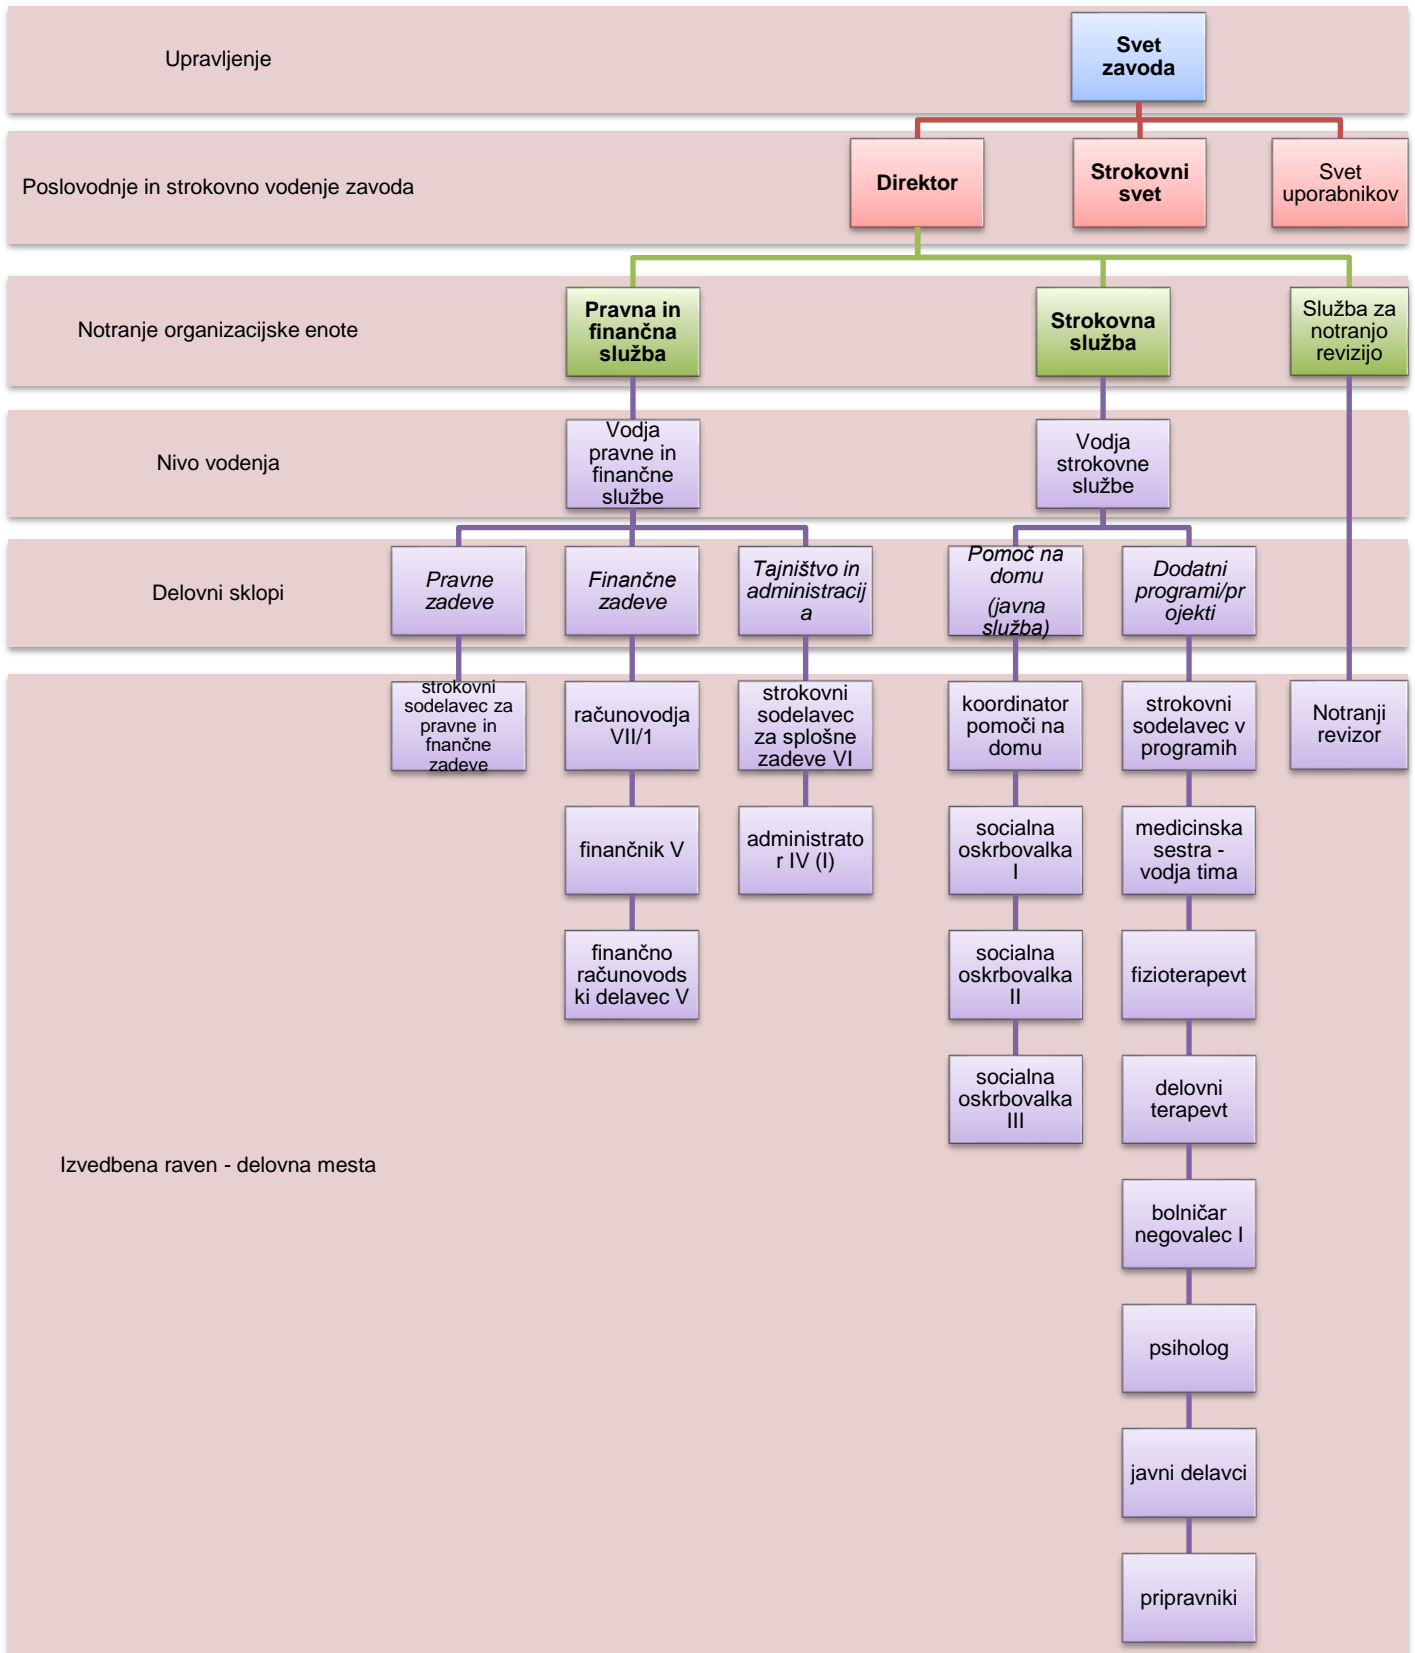 Upravljenje
Svet
zavoda
Poslovodnje in strokovno vodenje zavoda
Direktor
Strokovni
svet
Svet
uporabnikov
Notranje organizacijske enote
Pravna in
finančna
služba
Strokovna
služba
Služba za
notranjo
revizijo
Nivo vodenja
Vodja
pravne in
finančne
službe
Vodja
strokovne
službe
Delovni sklopi
Pravne
zadeve
Finančne
zadeve
Tajništvo in
administracij
a
Pomoč na
domu
(javna
služba)
Dodatni
programi/pr
ojekti
Izvedbena raven - delovna mesta
strokovni
sodelavec za
pravne in
fnančne
zadeve
računovodja
VII/1
finančnik V
finančno
računovods
ki delavec V
strokovni
sodelavec
za splošne
zadeve VI
administrato
r IV (I)
koordinator
pomoči na
domu
socialna
oskrbovalka
I
socialna
oskrbovalka
II
socialna
oskrbovalka
III
strokovni
sodelavec v
programih
medicinska
sestra -
vodja tima
fizioterapevt
delovni
terapevt
bolničar
negovalec I
psiholog
javni delavci
pripravniki
Notranji
revizor